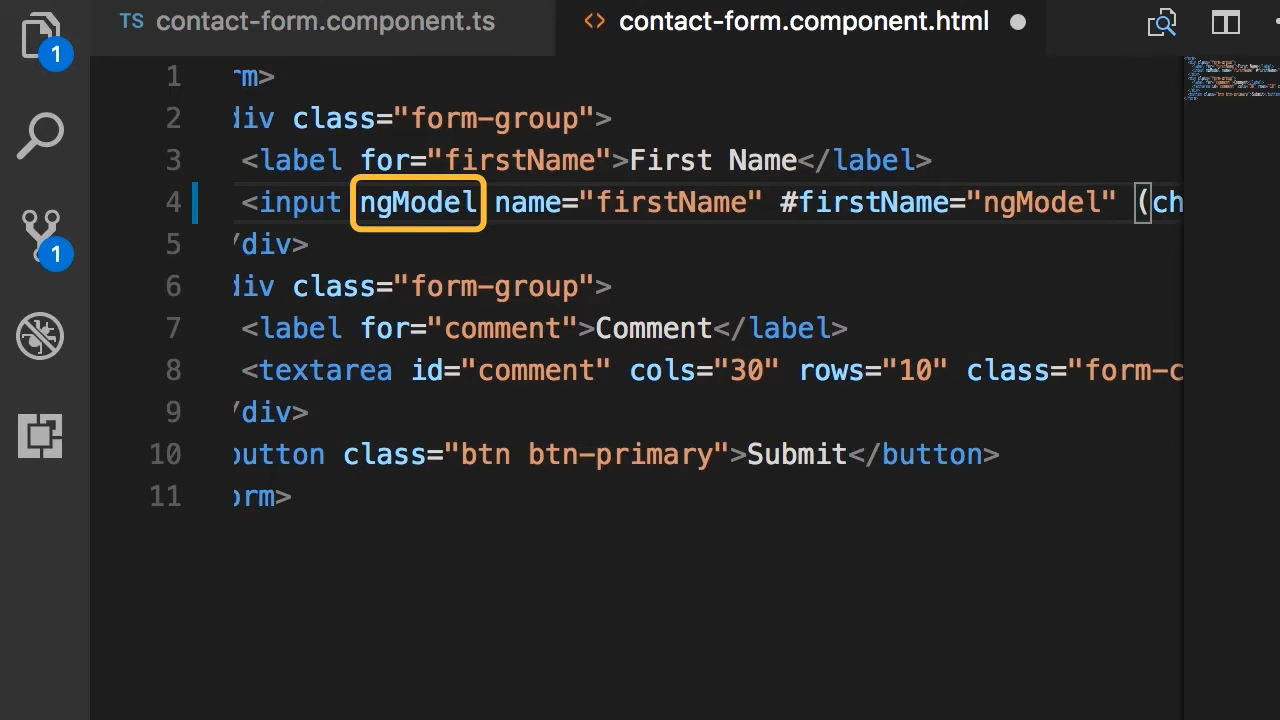 TS contact-form.component.ts <> contact-form.component.html
1
1
1 rm>
2 div class="form-group">
3 <label for="firstName">First Name</label>
4 <input ngModel name="firstName" #firstName="ngModel" (ch
5 /div>
6 div class="form-group">
7 <label for="comment">Comment</label>
8 <textarea id="comment" cols="30" rows="10" class="form-c
9 /div>
10 button class="btn btn-primary">Submit</button>
11 orm>